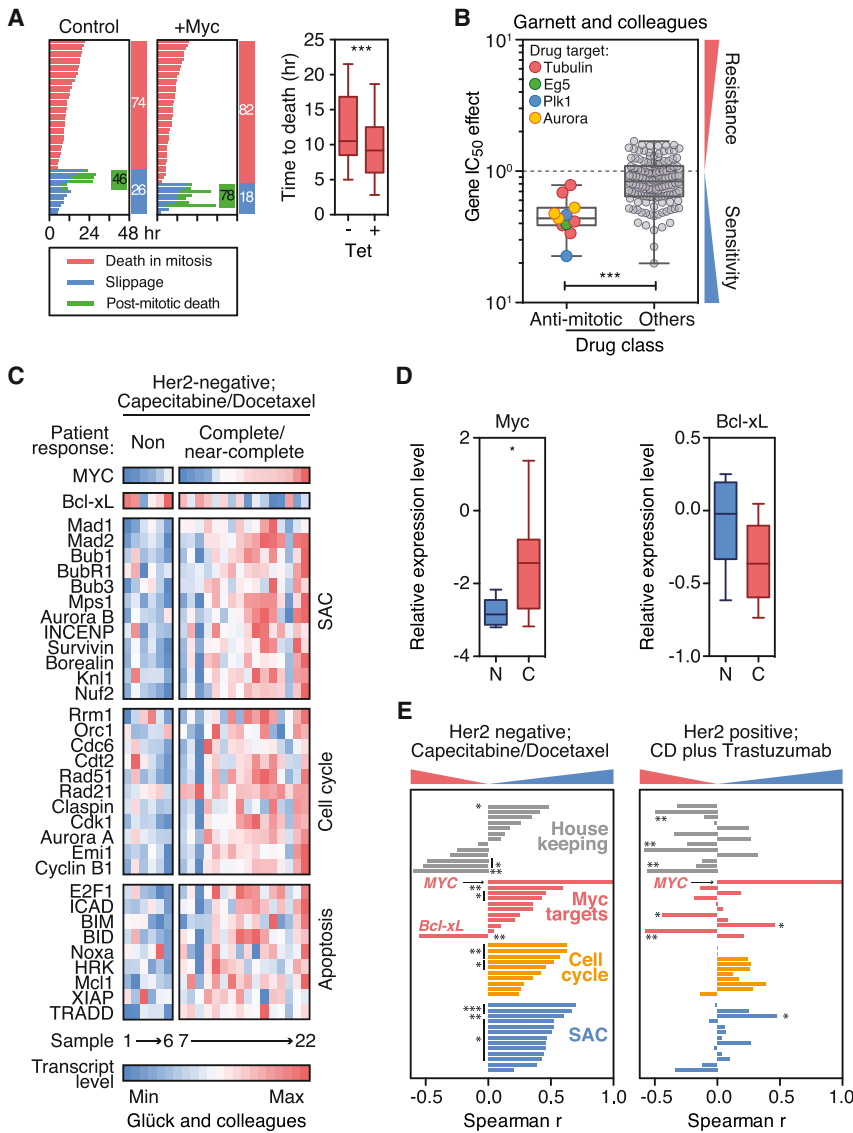 A
Control
+Myc
74
46
26
82
78
18
0 24 48 hr
Death in mitosis
Slippage
Post-mitotic death
Time to death (hr)
25
20
15
10
5
0
***
- +
Tet
B
Garnett and colleagues
Drug target:
Tubulin
Eg5
Plk1
Aurora
Gene IC50 effect
10¹
10⁰
10¹
***
Anti-mitotic Others
Drug class
Resistance
Sensitivity
C
Her2-negative;
Capecitabine/Docetaxel
Patient
response:
Non
Complete/
near-complete
MYC
Bcl-xL
Mad1
Mad2
Bub1
BubR1
Bub3
Mps1
Aurora B
INCENP
Survivin
Borealin
Knl1
Nuf2
SAC
Rrm1
Orc1
Cdc6
Cdt2
Rad51
Rad21
Claspin
Cdk1
Aurora A
Emi1
Cyclin B1
Cell cycle
E2F1
ICAD
BIM
BID
Noxa
HRK
Mcl1
XIAP
TRADD
Apoptosis
Sample 1 → 6 7 → 22
Transcript
level
Min Max
Glück and colleagues
D
Myc
Relative expression level
2
0
-2
-4
*
N C
Bcl-xL
Relative expression level
0.5
0.0
-0.5
-1.0
N C
E
Her2 negative;
Capecitabine/Docetaxel
*
House
keeping
*
**
MYC →
**
*
Myc
targets
Bcl-xL
**
**
*
Cell
cycle
***
**
*
SAC
-0.5 0.0 0.5 1.0
Spearman r
Her2 positive;
CD plus Trastuzumab
**
**
**
MYC →
*
*
**
*
-0.5 0.0 0.5 1.0
Spearman r